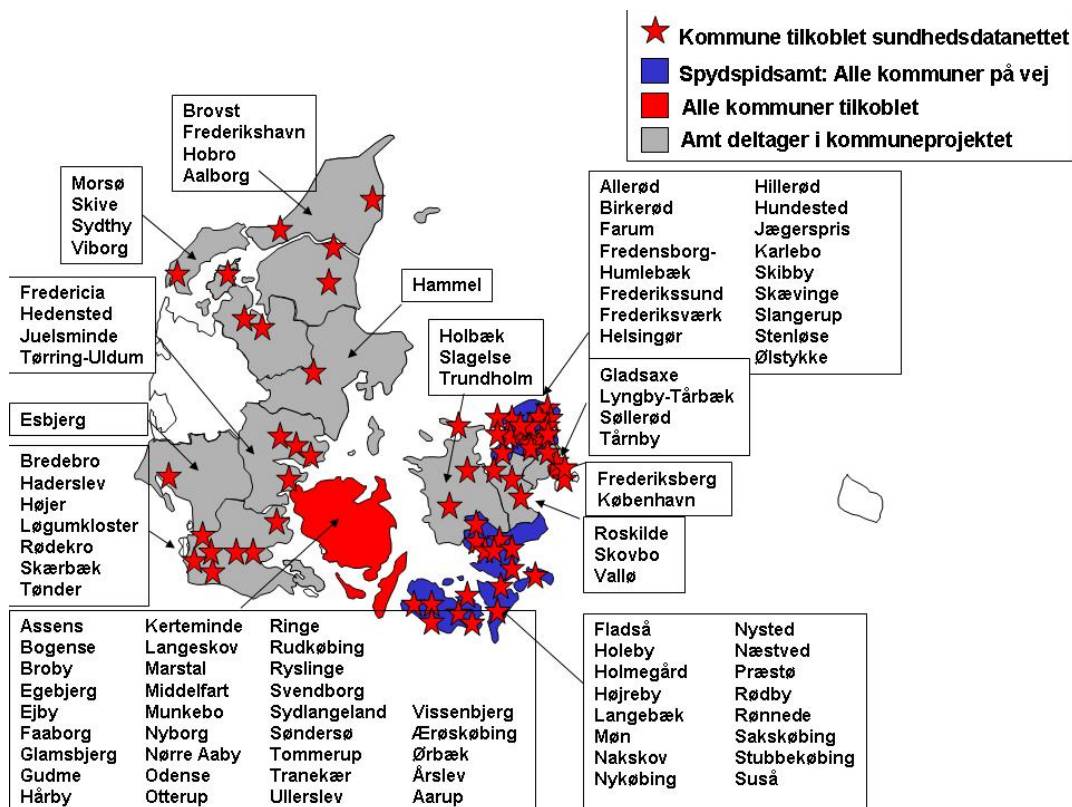 Kommune tilkoblet sundhedsdatanettet
Spydspidsamt: Alle kommuner på vej
Alle kommuner tilkoblet
Amt deltager i kommuneprojektet
Brovst
Frederikshavn
Hobro
Aalborg
Morsø
Skive
Sydthy
Viborg
Fredericia
Hedensted
Juelsminde
Tørring-Uldum
Hammel
Holbæk
Slagelse
Trundholm
Allerød
Birkerød
Farum
Fredensborg-
Humlebæk
Frederikssund
Frederiksværk
Helsingør
Hillerød
Hundested
Jægerspris
Karlebo
Skibby
Skævinge
Slangerup
Stenløse
Ølstykke
Gladsaxe
Lyngby-Tårbæk
Søllerød
Tårnby
Esbjerg
Bredebro
Haderslev
Højer
Løgumkloster
Rødekro
Skærbæk
Tønder
Frederiksberg
København
Roskilde
Skovbo
Vallø
Assens
Bogense
Broby
Egebjerg
Ejby
Faaborg
Glamsbjerg
Gudme
Hårby
Kerteminde
Langeskov
Marstal
Middelfart
Munkebo
Nyborg
Nørre Aaby
Odense
Otterup
Ringe
Rudkøbing
Ryslinge
Svendborg
Sydlangeland
Søndersø
Tommerup
Tranekær
Ullerslev
Vissenbjerg
Ærøskøbing
Ørbæk
Årslev
Aarup
Fladså
Holeby
Holmegård
Højreby
Langebæk
Møn
Nakskov
Nykøbing
Nysted
Næstved
Præstø
Rødby
Rønnede
Sakskøbing
Stubbekøbing
Suså